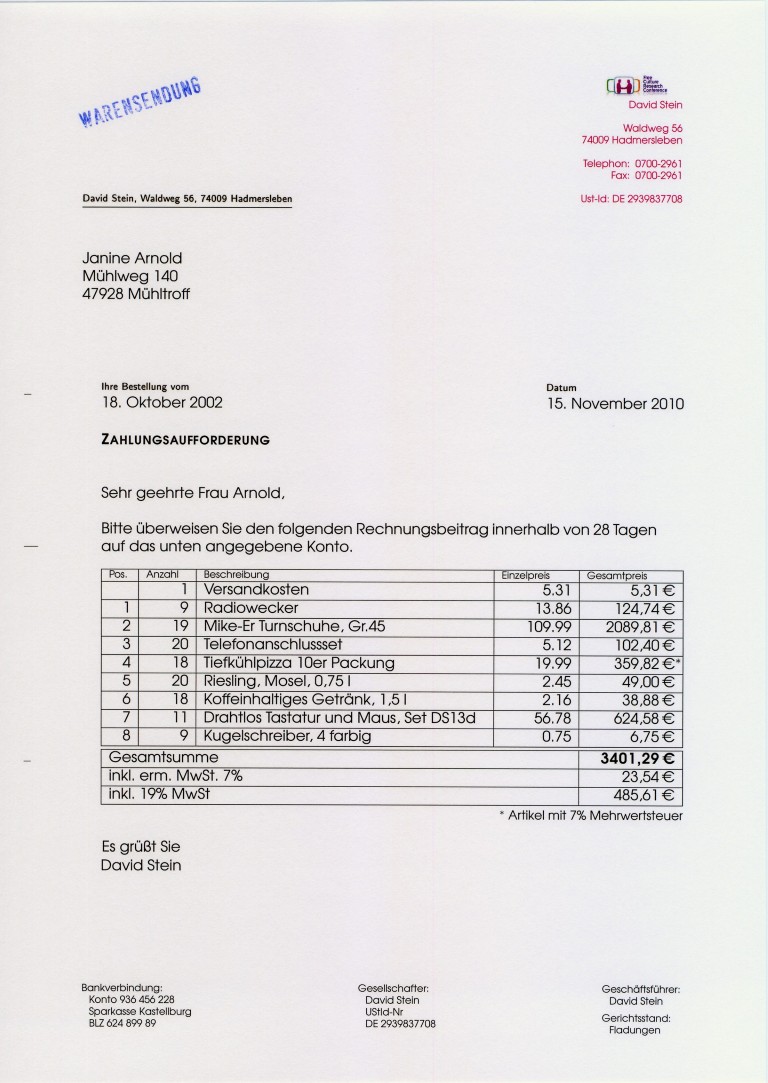 WARENSENDUNG
Free
Culture
Research
Conference
David Stein
Waldweg 56
74009 Hadmersleben
Telephon: 0700-2961
Fax: 0700-2961
Ust-Id: DE 2939837708
David Stein, Waldweg 56, 74009 Hadmersleben
Janine Arnold
Mühlweg 140
47928 Mühltroff
Ihre Bestellung vom Datum
18. Oktober 2002 15. November 2010
ZAHLUNGSAUFFORDERUNG
Sehr geehrte Frau Arnold,
Bitte überweisen Sie den folgenden Rechnungsbeitrag innerhalb von 28 Tagen
auf das unten angegebene Konto.
Pos. Anzahl Beschreibung Einzelpreis Gesamtpreis
1 Versandkosten 5.31 5,31 €
1 9 Radiowecker 13.86 124,74 €
2 19 Mike-Er Turnschuhe, Gr.45 109.99 2089,81 €
3 20 Telefonanschlussset 5.12 102,40 €
4 18 Tiefkühlpizza 10er Packung 19.99 359,82 €*
5 20 Riesling, Mosel, 0,75 l 2.45 49,00 €
6 18 Koffeinhaltiges Getränk, 1,5 l 2.16 38,88 €
7 11 Drahtlos Tastatur und Maus, Set DS13d 56.78 624,58 €
8 9 Kugelschreiber, 4 farbig 0.75 6,75 €
Gesamtsumme 3401,29 €
inkl. erm. MwSt. 7% 23,54 €
inkl. 19% MwSt 485,61 €
* Artikel mit 7% Mehrwertsteuer
Es grüßt Sie
David Stein
Bankverbindung:
Konto 936 456 228
Sparkasse Kastellburg
BLZ 624 899 89
Gesellschafter:
David Stein
UStId-Nr
DE 2939837708
Geschäftsführer:
David Stein
Gerichtsstand:
Fladungen